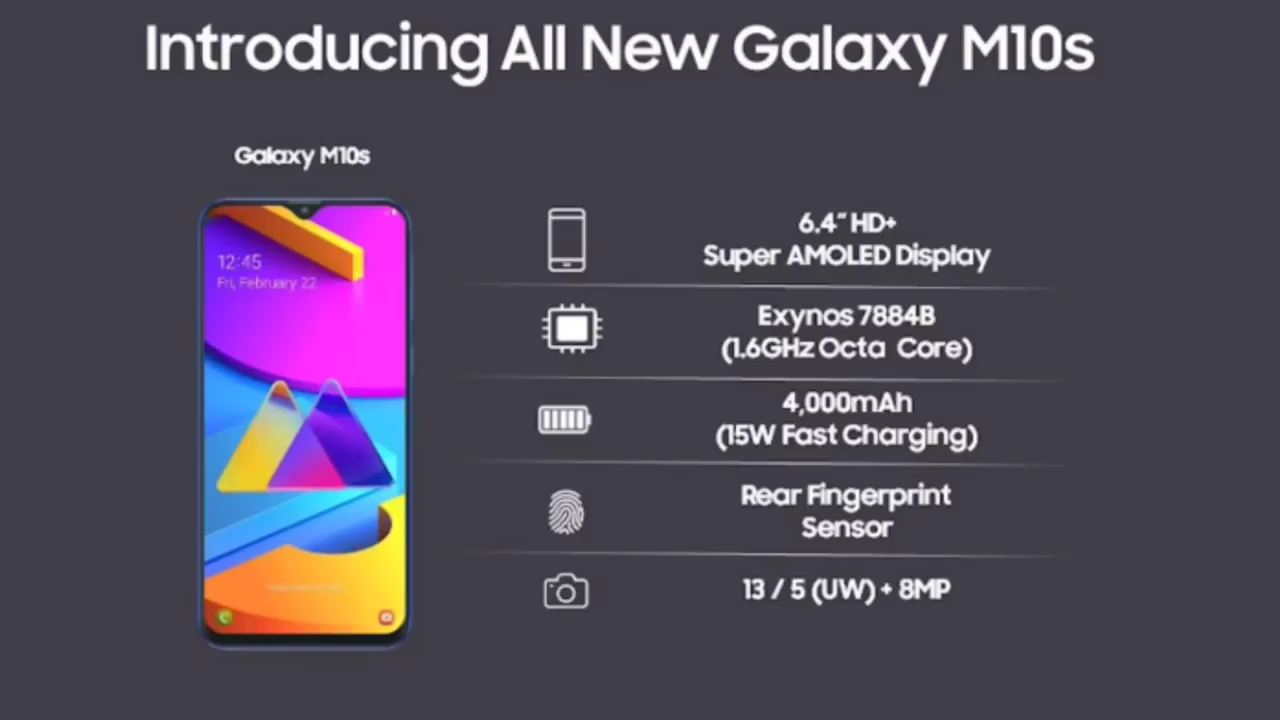 Introducing All New Galaxy M10s
Galaxy M10s
12:45
Fri, February 22
6.4" HD+
Super AMOLED Display
Exynos 7884B
(1.6GHz Octa Core)
4,000mAh
(15W Fast Charging)
Rear Fingerprint
Sensor
13 / 5 (UW) + 8MP